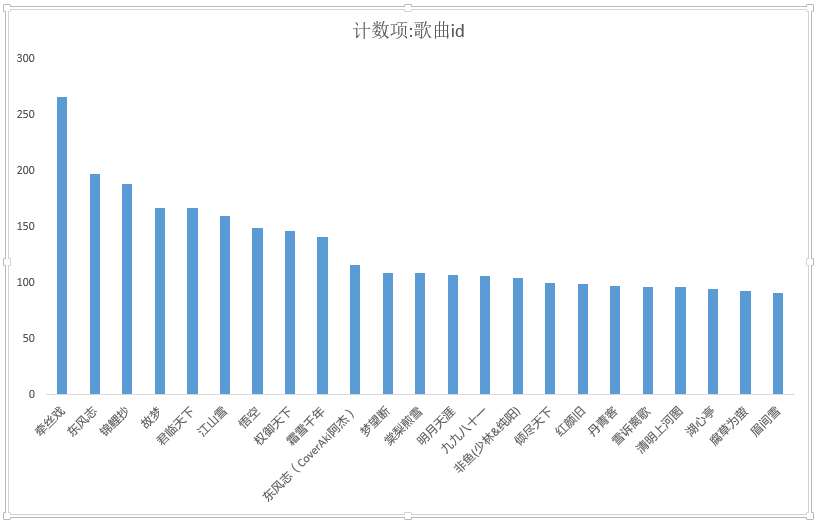 计数项:歌曲id
300
250
200
150
100
50
0
牵丝戏
东风志
锦鲤抄
故梦
君临天下
江山雪
悟空
权御天下
霜雪千年
东风志（CoverAki阿杰）
梦望断
棠梨煎雪
明月天涯
九九八十一
非鱼(少林&纯阳)
倾尽天下
红颜旧
丹青客
雪诉离歌
清明上河图
湖心亭
腐草为萤
眉间雪